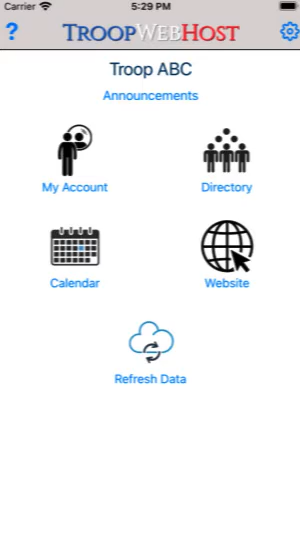 Carrier 5:29 PM
? TROOPWEBHOST
Troop ABC
Announcements
My Account Directory
Calendar Website
Refresh Data